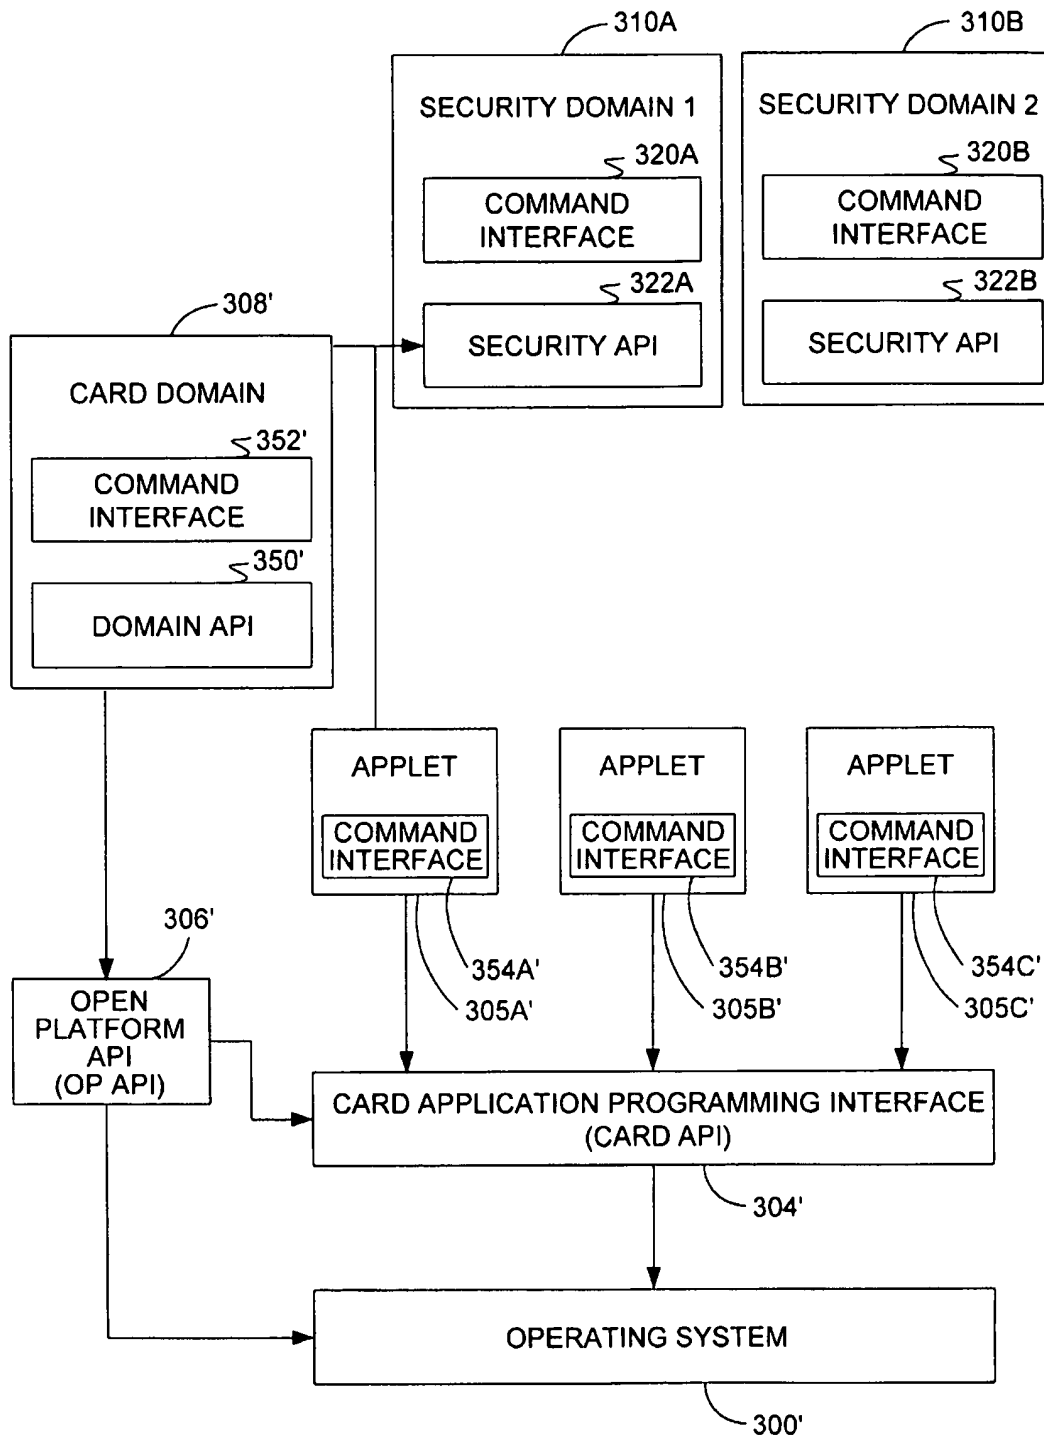 310A
310B
SECURITY DOMAIN 1
SECURITY DOMAIN 2
320A
320B
COMMAND
INTERFACE
COMMAND
INTERFACE
322A
322B
SECURITY API
SECURITY API
308'
CARD DOMAIN
352'
COMMAND
INTERFACE
350'
DOMAIN API
APPLET
APPLET
APPLET
COMMAND
INTERFACE
COMMAND
INTERFACE
COMMAND
INTERFACE
306'
354A'
354B'
354C'
305A'
305B'
305C'
OPEN
PLATFORM
API
(OP API)
CARD APPLICATION PROGRAMMING INTERFACE
(CARD API)
304'
OPERATING SYSTEM
300'